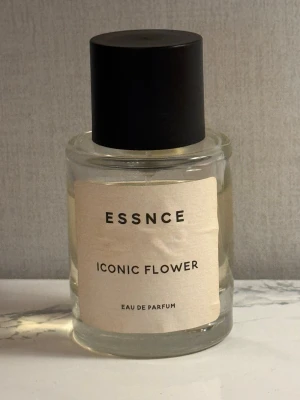 ESSNCE
ICONIC FLOWER
EAU DE PARFUM